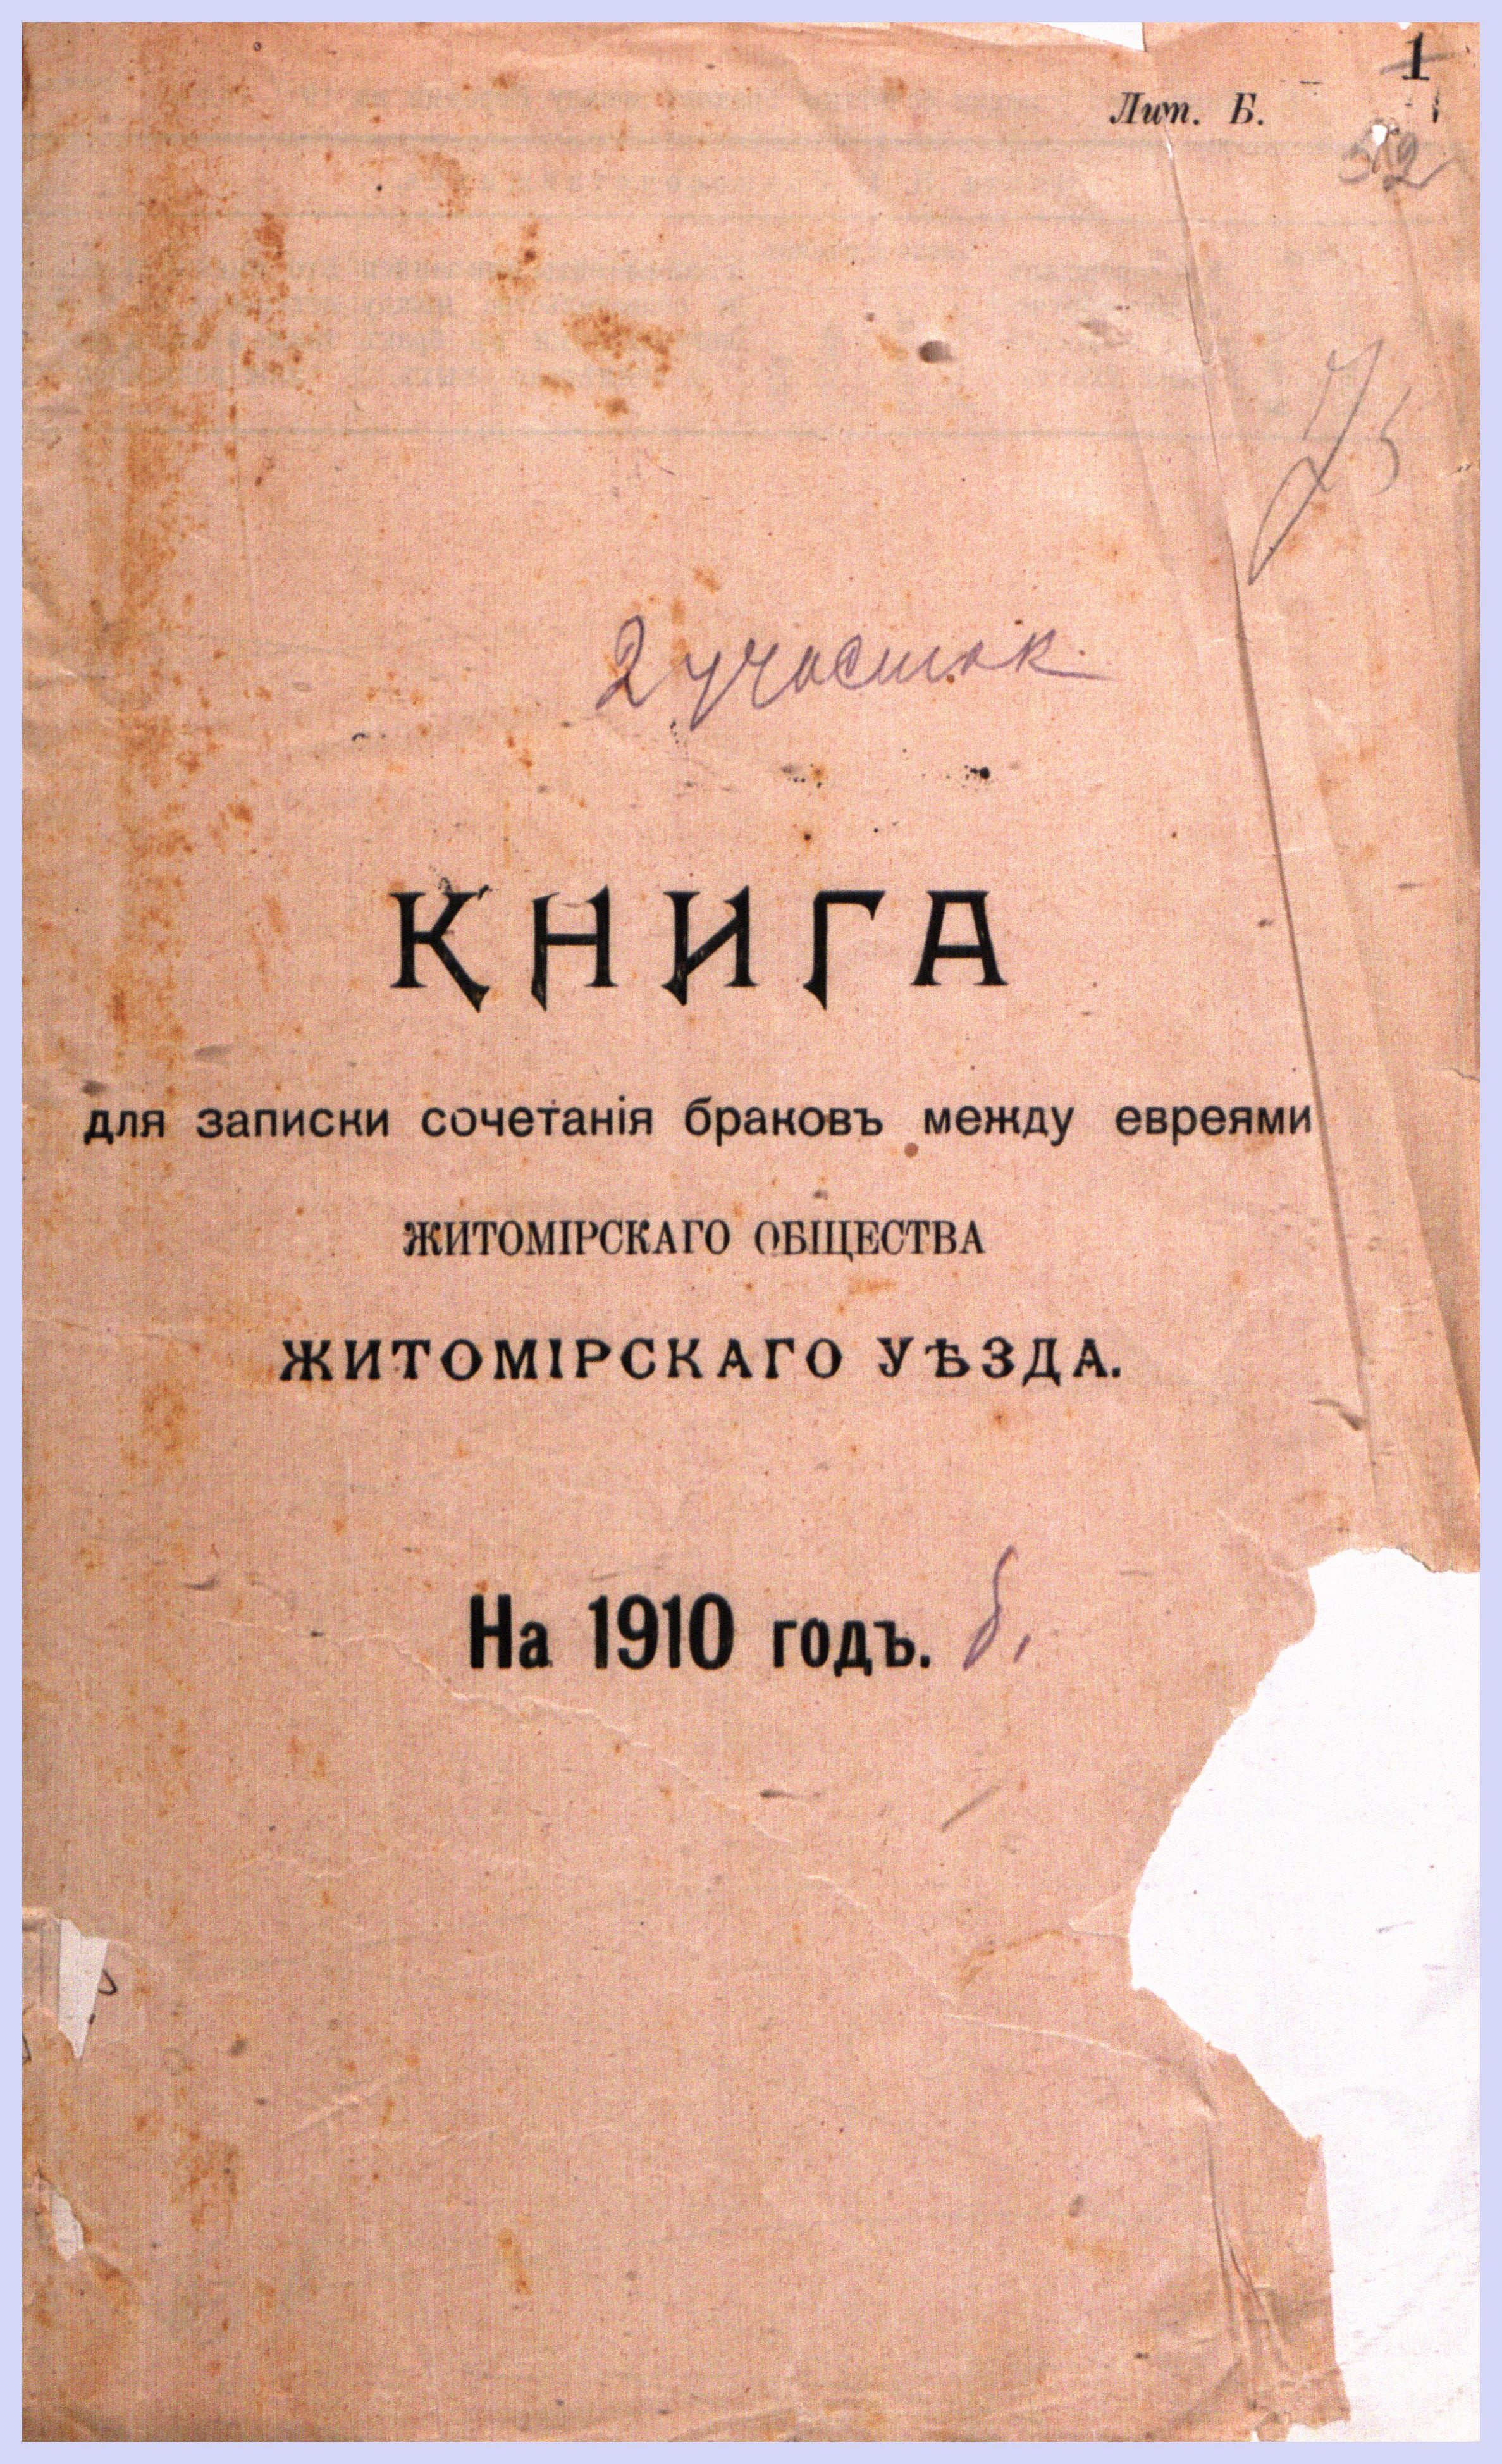 1
Лит. Б.
2 участок
КНИГА
для записки сочетанія браковъ между евреями
ЖИТОМІРСКАГО ОБЩЕСТВА
ЖИТОМІРСКАГО УѢЗДА.
На 1910 годъ.